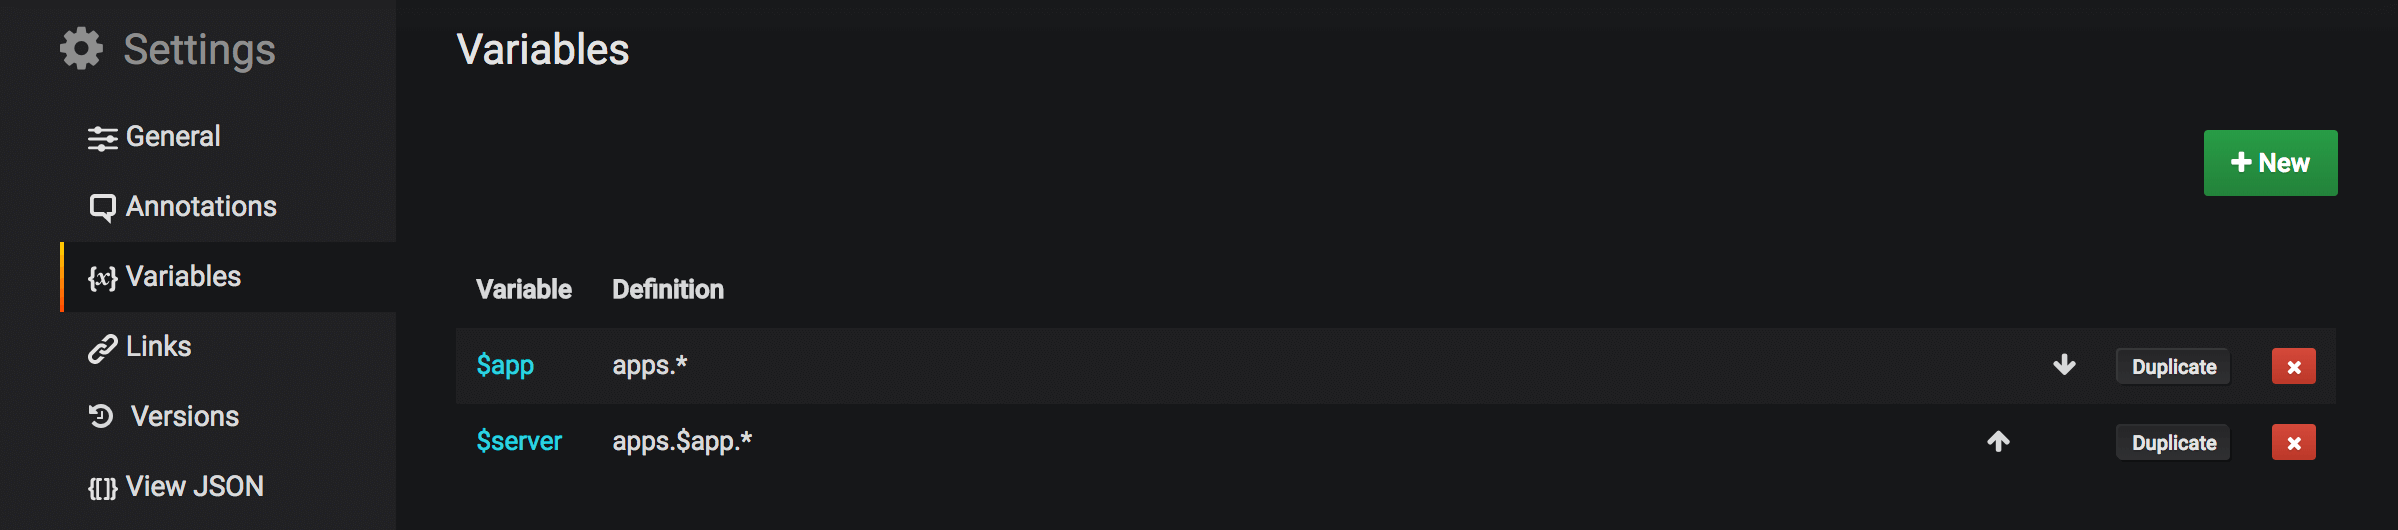 Settings
General
Annotations
{x} Variables
Links
Versions
{[]} View JSON
Variables
+ New
Variable Definition
$app apps.* Duplicate ×
$server apps.$app.* Duplicate ×